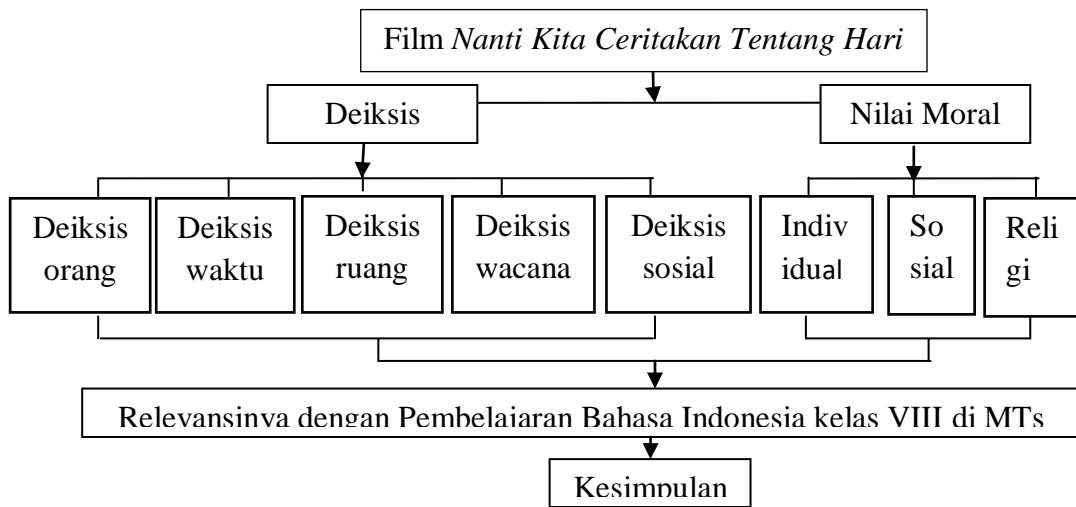 Film Nanti Kita Ceritakan Tentang Hari
Deiksis
Nilai Moral
Deiksis
orang
Deiksis
waktu
Deiksis
ruang
Deiksis
wacana
Deiksis
sosial
Indiv
idual
So
sial
Reli
gi
Relevansinya dengan Pembelajaran Bahasa Indonesia kelas VIII di MTs
Kesimpulan